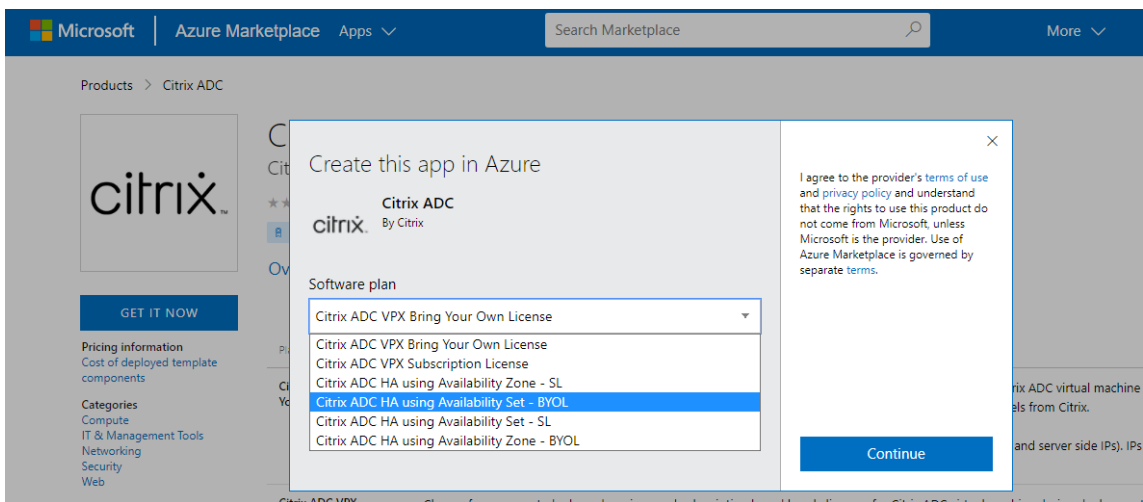 Microsoft Azure Marketplace Apps Search Marketplace More
Products > Citrix ADC
citrix
GET IT NOW
Pricing information
Cost of deployed template
components
Categories
Compute
IT & Management Tools
Networking
Security
Web
Create this app in Azure
citrix
Citrix ADC
By Citrix
Software plan
Citrix ADC VPX Bring Your Own License
Citrix ADC VPX Bring Your Own License
Citrix ADC VPX Subscription License
Citrix ADC HA using Availability Zone - SL
Citrix ADC HA using Availability Set - BYOL
Citrix ADC HA using Availability Set - SL
Citrix ADC HA using Availability Zone - BYOL
I agree to the provider's terms of use
and privacy policy and understand
that the rights to use this product do
not come from Microsoft, unless
Microsoft is the provider. Use of
Azure Marketplace is governed by
separate terms.
Continue
ADC virtual machine
from Citrix.
and server side IPs). IPs